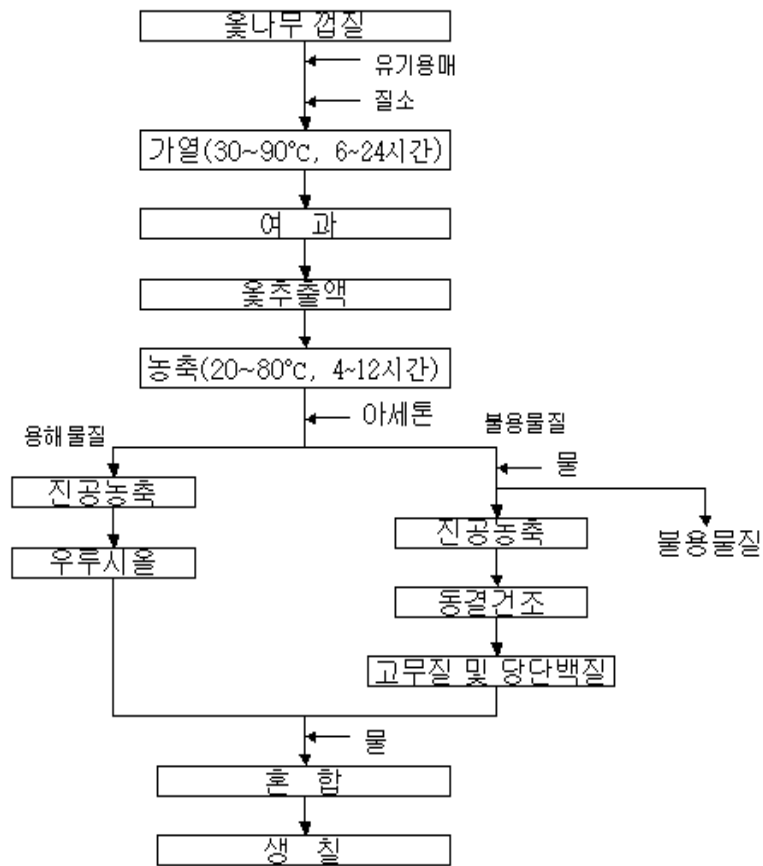 옻나무 껍질
유기용매
질소
가열(30~90℃, 6~24시간)
여 과
옻추출액
농축(20~80℃, 4~12시간)
아세톤
용해물질
불용물질
물
진공농축
진공농축
불용물질
우루시올
동결건조
고무질 및 당단백질
물
혼 합
생 칠